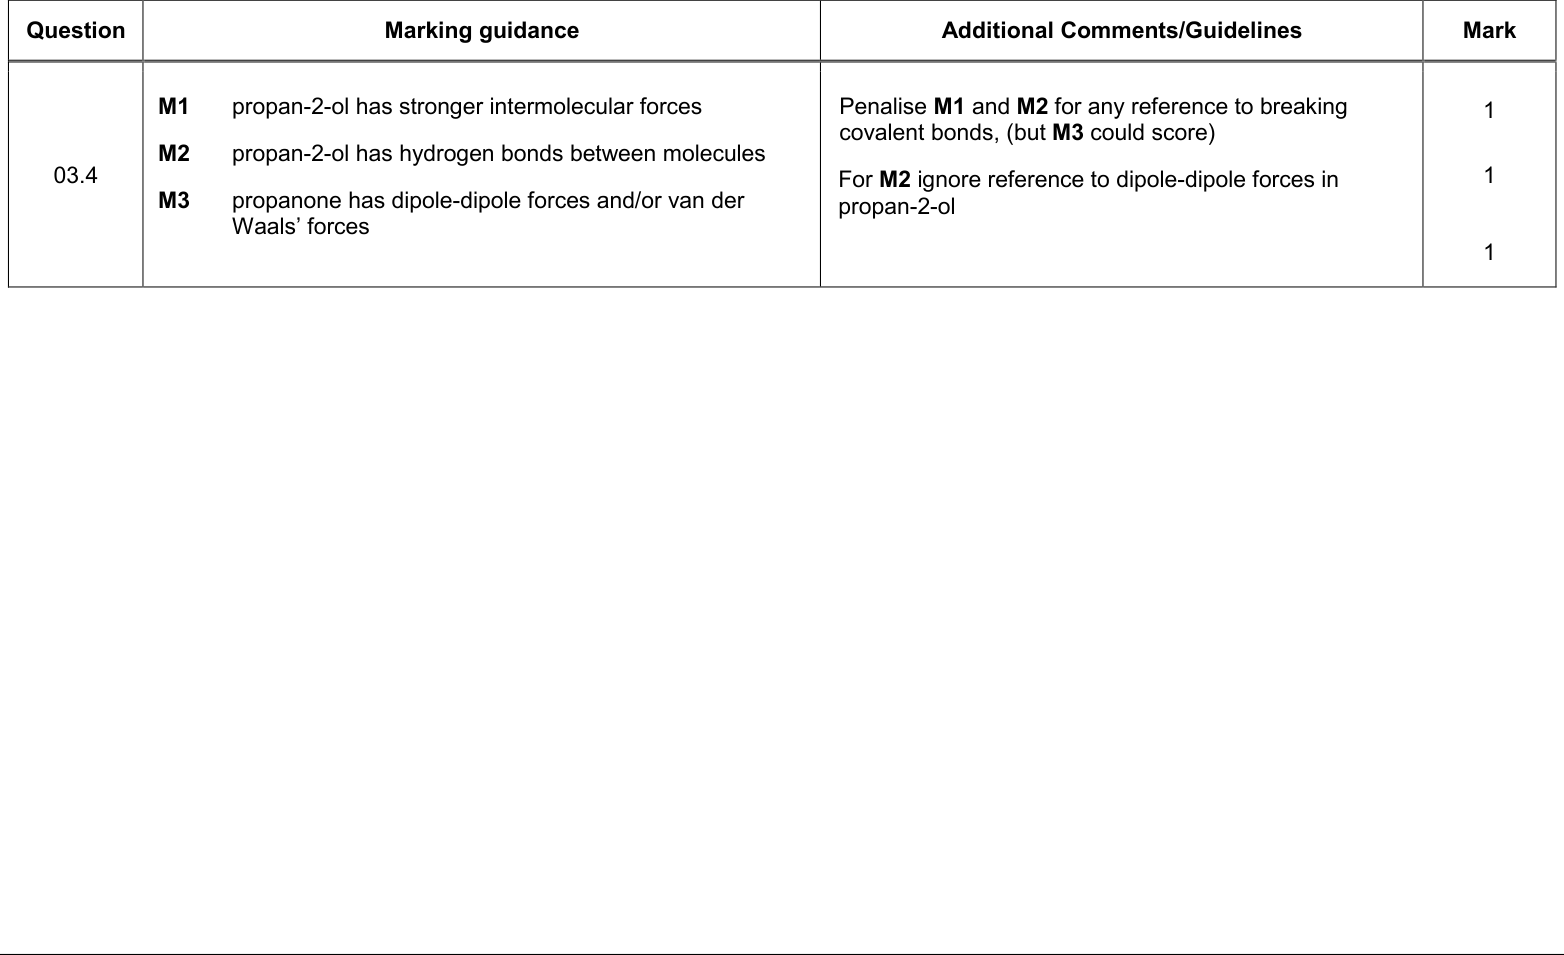 Question Marking guidance Additional Comments/Guidelines Mark
03.4
M1 propan-2-ol has stronger intermolecular forces
M2 propan-2-ol has hydrogen bonds between molecules
M3 propanone has dipole-dipole forces and/or van der
Waals’ forces
Penalise M1 and M2 for any reference to breaking
covalent bonds, (but M3 could score)
For M2 ignore reference to dipole-dipole forces in
propan-2-ol
1
1
1